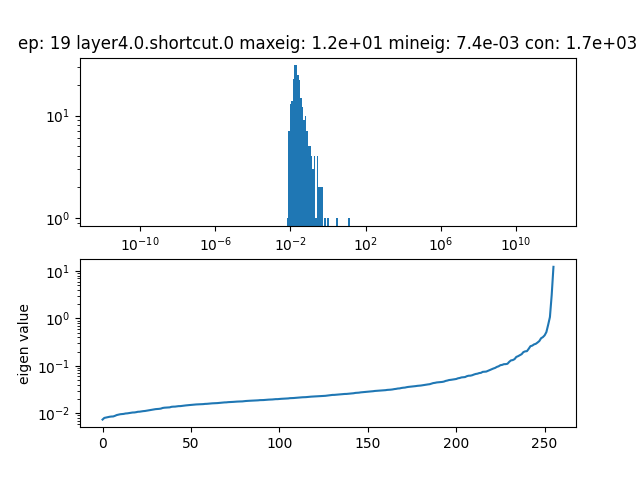 ep: 19 layer4.0.shortcut.0 maxeig: 1.2e+01 mineig: 7.4e-03 con: 1.7e+03
10¹
10⁰
10⁻¹⁰ 10⁻⁶ 10⁻² 10² 10⁶ 10¹⁰
eigen value
10¹
10⁰
10⁻¹
10⁻²
0 50 100 150 200 250